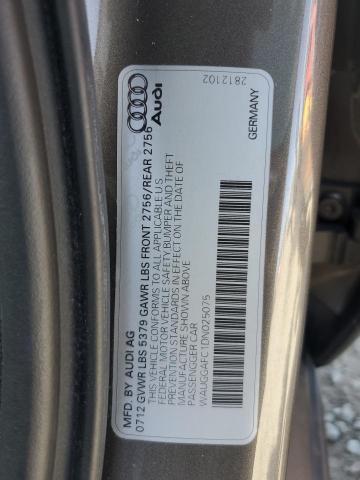 Audi
28112102
GERMANY
MFD. BY AUDI AG
0712 GVWR LBS 5379 GAWR LBS FRONT 2756/REAR 2756
THIS VEHICLE CONFORMS TO ALL APPLICABLE U.S
FEDERAL MOTOR VEHICLE SAFETY BUMPER AND THEFT
PREVENTION STANDARDS IN EFFECT ON THE DATE OF
MANUFACTURE SHOWN ABOVE
PASSENGER CAR
WAUGGAFC1DN025075